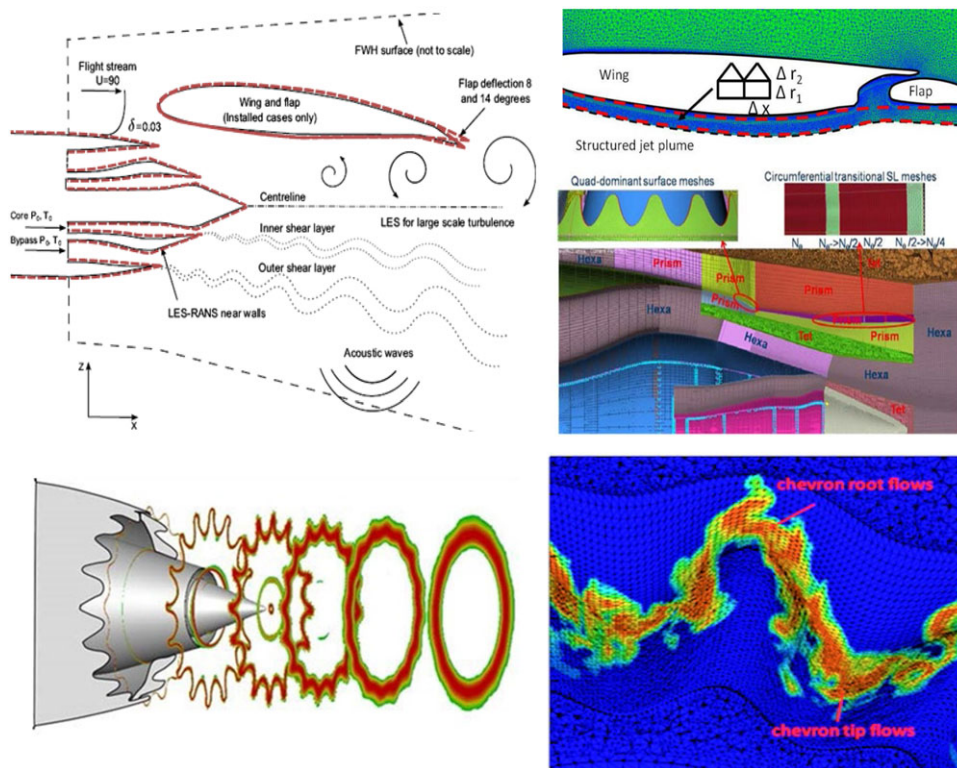 FWH surface (not to scale)
Flight stream
U=90
δ=0.03
Wing and flap
(Installed cases only)
Flap deflection 8
and 14 degrees
Centreline
Core P₀, T₀
Bypass P₀, T₀
LES for large scale turbulence
Inner shear layer
Outer shear layer
LES-RANS near walls
Acoustic waves
Z
X
Wing
Δ r₂
Δ r₁
Δ x
Flap
Structured jet plume
Quad-dominant surface meshes
Circumferential transitional SL meshes
Hexa
Prism
Prism
Prism
Prism
Tet
Prism
Hexa
Hexa
Hexa
Hexa
Tet
chevron root flows
chevron tip flows